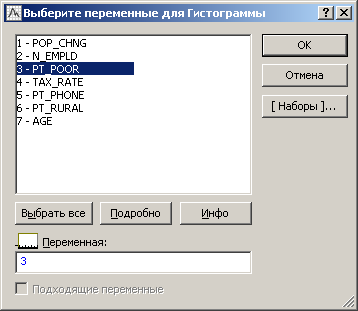 Выберите переменные для Гистограммы
1 - POP_CHNG
2 - N_EMPLD
3 - PT_POOR
4 - TAX_RATE
5 - PT_PHONE
6 - PT_RURAL
7 - AGE
OK
Отмена
[ Наборы ]...
Выбрать все
Подробно
Инфо
Переменная:
3
Подходящие переменные